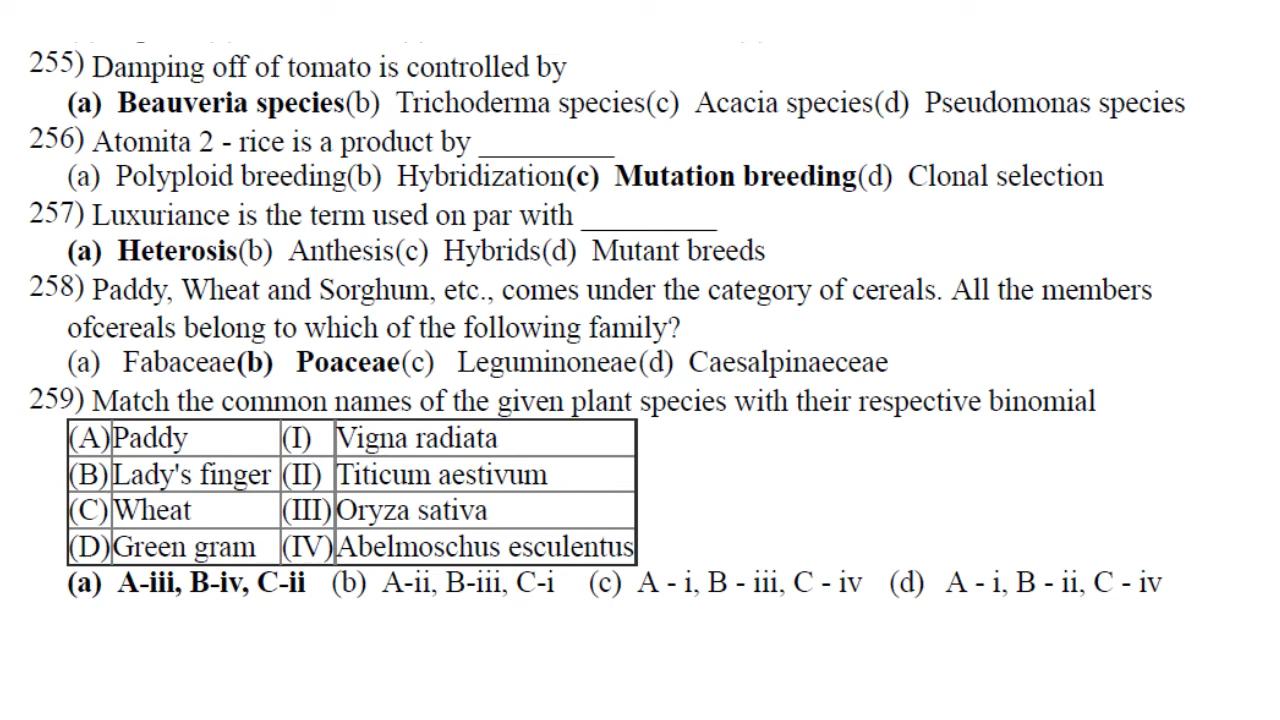 255) Damping off of tomato is controlled by
(a) Beauveria species(b) Trichoderma species(c) Acacia species(d) Pseudomonas species
256) Atomita 2 - rice is a product by __________
(a) Polyploid breeding(b) Hybridization(c) Mutation breeding(d) Clonal selection
257) Luxuriance is the term used on par with __________
(a) Heterosis(b) Anthesis(c) Hybrids(d) Mutant breeds
258) Paddy, Wheat and Sorghum, etc., comes under the category of cereals. All the members
ofcereals belong to which of the following family?
(a) Fabaceae(b) Poaceae(c) Leguminoneae(d) Caesalpinaeceae
259) Match the common names of the given plant species with their respective binomial
(A) Paddy (I) Vigna radiata
(B) Lady's finger (II) Titicum aestivum
(C) Wheat (III) Oryza sativa
(D) Green gram (IV) Abelmoschus esculentus
(a) A-iii, B-iv, C-ii (b) A-ii, B-iii, C-i (c) A - i, B - iii, C - iv (d) A - i, B - ii, C - iv